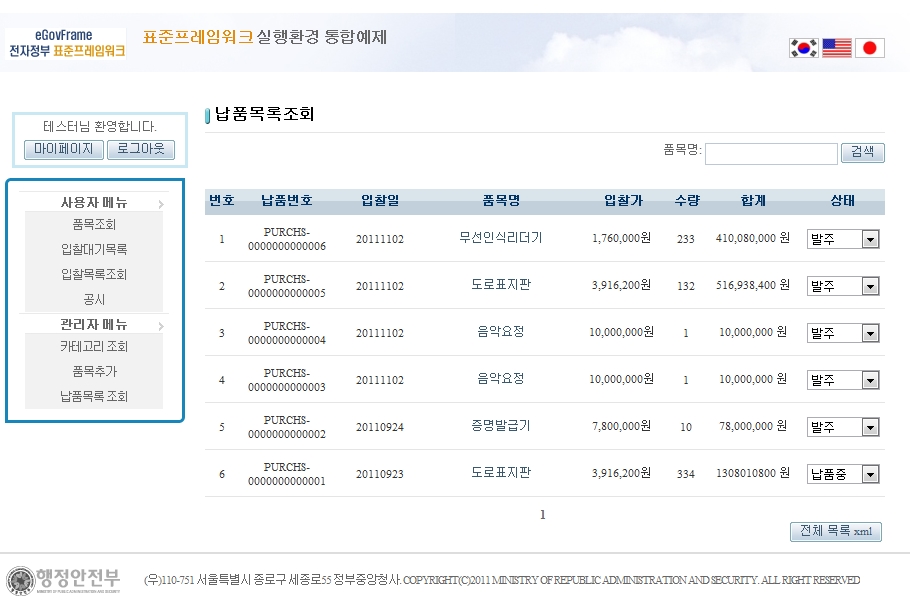 eGovFrame
전자정부 표준프레임워크
표준프레임워크 실행환경 통합예제
테스터님 환영합니다.
마이페이지 로그아웃
사용자 메뉴
품목조회
입찰대기목록
입찰목록조회
공시
관리자 메뉴
카테고리 조회
품목추가
납품목록 조회
납품목록조회
품목명: 검색
번호 납품번호 입찰일 품목명 입찰가 수량 합계 상태
1 PURCHS-0000000000006 20111102 무선인식리더기 1,760,000원 233 410,080,000 원 발주
2 PURCHS-0000000000005 20111102 도로표지판 3,916,200원 132 516,938,400 원 발주
3 PURCHS-0000000000004 20111102 음악요정 10,000,000원 1 10,000,000 원 발주
4 PURCHS-0000000000003 20111102 음악요정 10,000,000원 1 10,000,000 원 발주
5 PURCHS-0000000000002 20110924 증명발급기 7,800,000원 10 78,000,000 원 발주
6 PURCHS-0000000000001 20110923 도로표지판 3,916,200원 334 1308010800 원 납품중
1
전체 목록 xml
행정안전부
MINISTRY OF PUBLIC ADMINISTRATION AND SECURITY
(우)110-751 서울특별시 종로구 세종로55 정부중앙청사. COPYRIGHT(C)2011 MINISTRY OF REPUBLIC ADMINISTRATION AND SECURITY. ALL RIGHT RESERVED